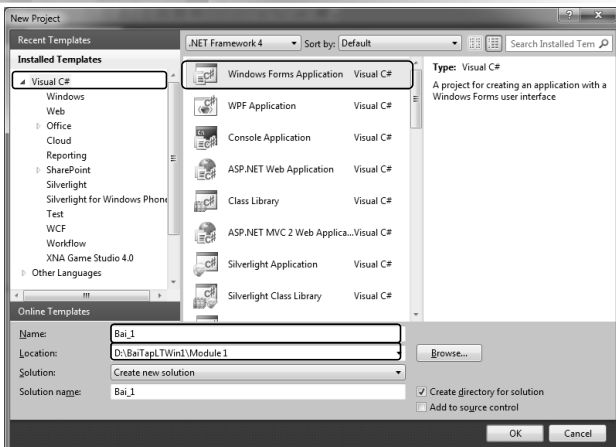 New Project
Recent Templates
Installed Templates
Visual C#
Windows
Web
Office
Cloud
Reporting
SharePoint
Silverlight
Silverlight for Windows Phone
Test
WCF
Workflow
XNA Game Studio 4.0
Other Languages
Online Templates
.NET Framework 4
Sort by: Default
Search Installed Tem
Windows Forms Application Visual C#
WPF Application Visual C#
Console Application Visual C#
ASP.NET Web Application Visual C#
Class Library Visual C#
ASP.NET MVC 2 Web Applica... Visual C#
Silverlight Application Visual C#
Silverlight Class Library Visual C#
Type: Visual C#
A project for creating an application with a
Windows Forms user interface
Name: Bai_1
Location: D:\BaiTapLTWin1\Module 1
Browse...
Solution: Create new solution
Solution name: Bai_1
Create directory for solution
Add to source control
OK Cancel